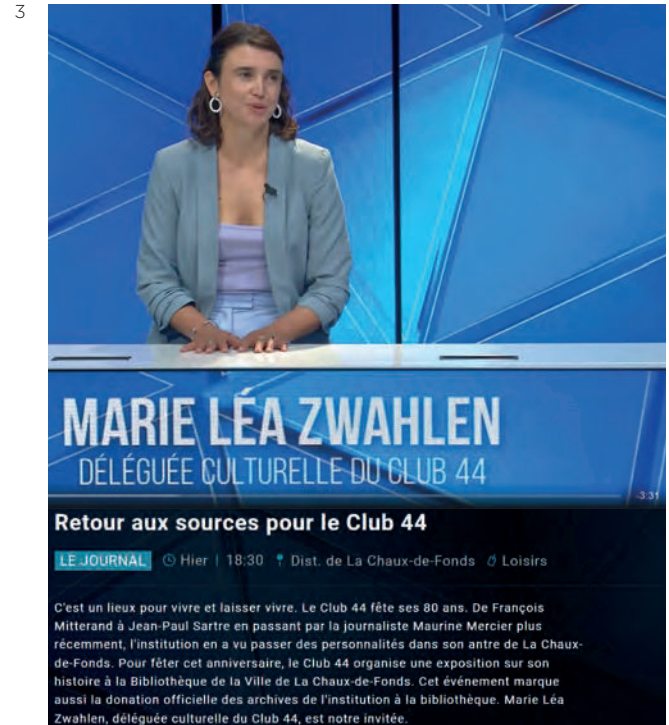 3
MARIE LÉA ZWAHLEN
DÉLÉGUÉE CULTURELLE DU CLUB 44
-3:31
Retour aux sources pour le Club 44
LE JOURNAL Hier | 18:30 Dist. de La Chaux-de-Fonds Loisirs
C'est un lieux pour vivre et laisser vivre. Le Club 44 fête ses 80 ans. De François
Mitterand à Jean-Paul Sartre en passant par la journaliste Maurine Mercier plus
récemment, l'institution en a vu passer des personnalités dans son antre de La Chaux-
de-Fonds. Pour fêter cet anniversaire, le Club 44 organise une exposition sur son
histoire à la Bibliothèque de la Ville de La Chaux-de-Fonds. Cet événement marque
aussi la donation officielle des archives de l'institution à la bibliothèque. Marie Léa
Zwahlen, déléguée culturelle du Club 44, est notre invitée.